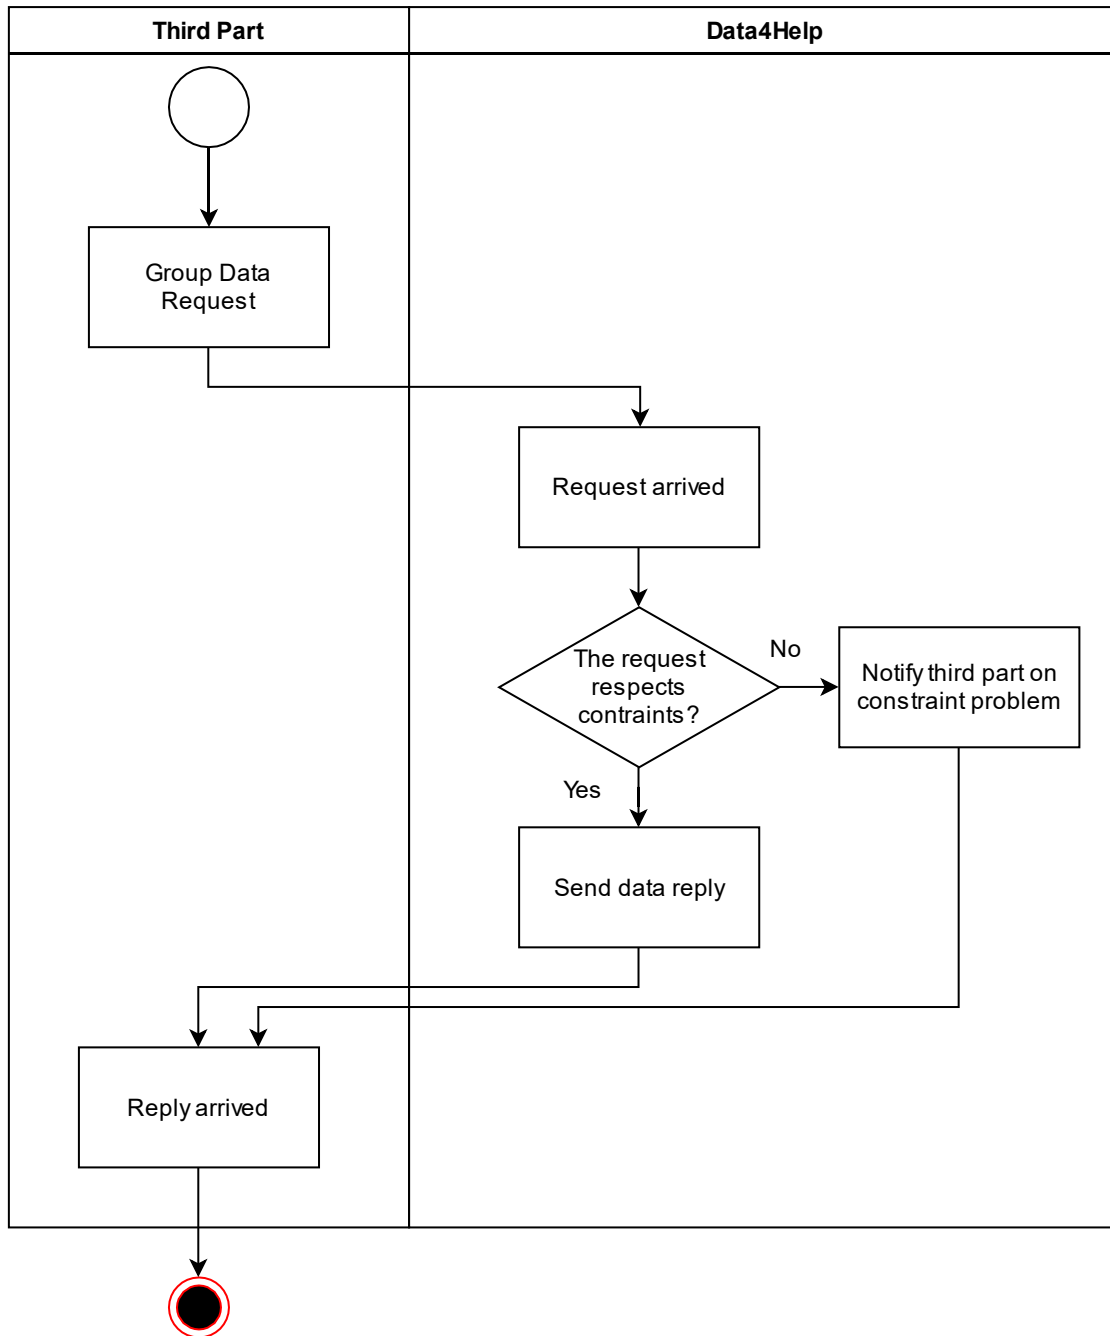 Third Part
Data4Help
Group Data
Request
Request arrived
The request
respects
contraints?
No
Notify third part on
constraint problem
Yes
Send data reply
Reply arrived